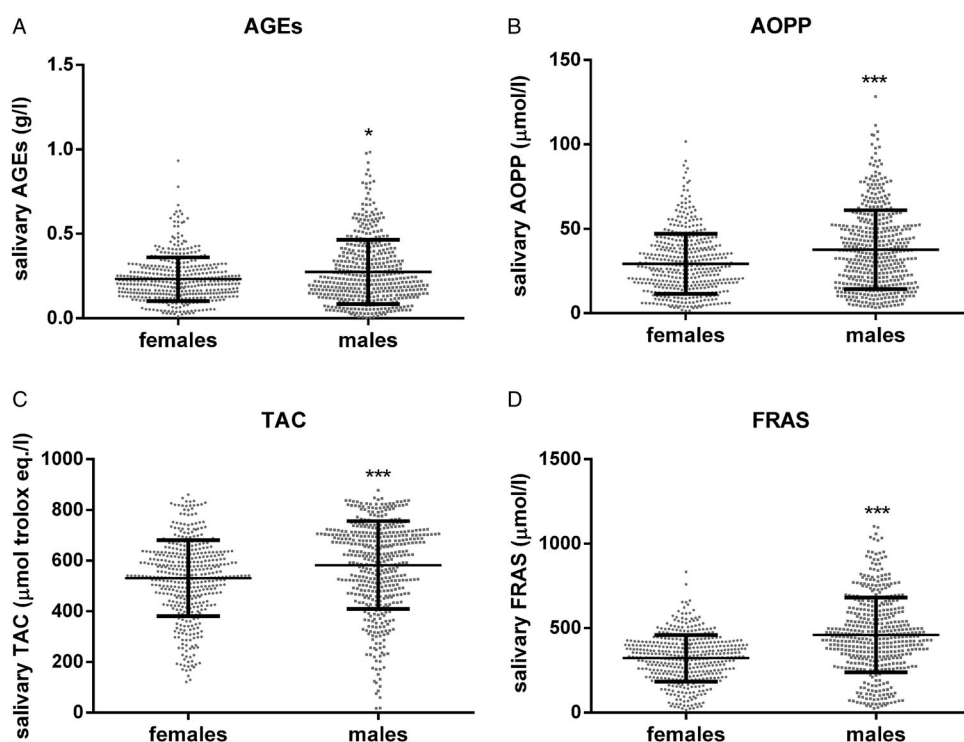 A
AGEs
salivary AGEs (g/l)
1.5
1.0
0.5
0.0
*
females
males
B
AOPP
salivary AOPP (μmol/l)
150
100
50
0
***
females
males
C
TAC
salivary TAC (μmol trolox eq./l)
1000
800
600
400
200
0
***
females
males
D
FRAS
salivary FRAS (μmol/l)
1500
1000
500
0
***
females
males